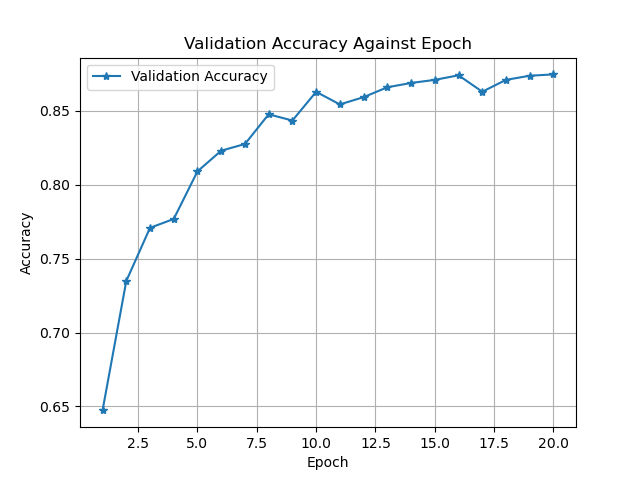 Validation Accuracy Against Epoch
Validation Accuracy
0.85
0.80
0.75
0.70
0.65
Accuracy
2.5 5.0 7.5 10.0 12.5 15.0 17.5 20.0
Epoch